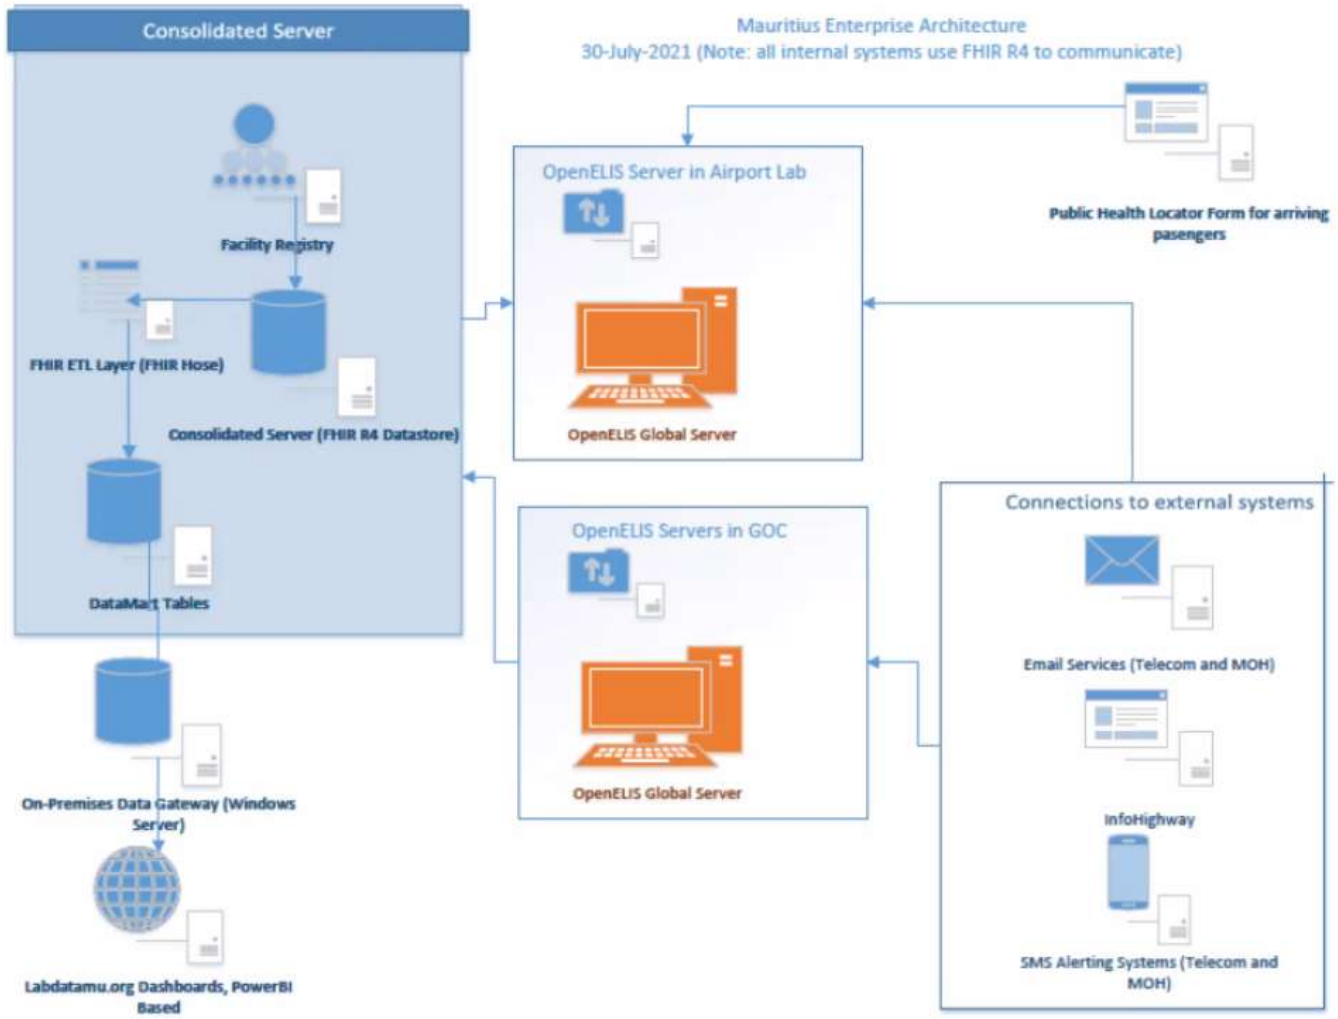 Consolidated Server
Mauritius Enterprise Architecture
30-July-2021 (Note: all internal systems use FHIR R4 to communicate)
Facility Registry
FHIR ETL Layer (FHIR Hose)
Consolidated Server (FHIR R4 Datastore)
DataMart Tables
On-Premises Data Gateway (Windows
Server)
Labdatamu.org Dashboards, PowerBI
Based
OpenELIS Server in Airport Lab
OpenELIS Global Server
OpenELIS Servers in GOC
OpenELIS Global Server
Public Health Locator Form for arriving
pasengers
Connections to external systems
Email Services (Telecom and MOH)
InfoHighway
SMS Alerting Systems (Telecom and
MOH)